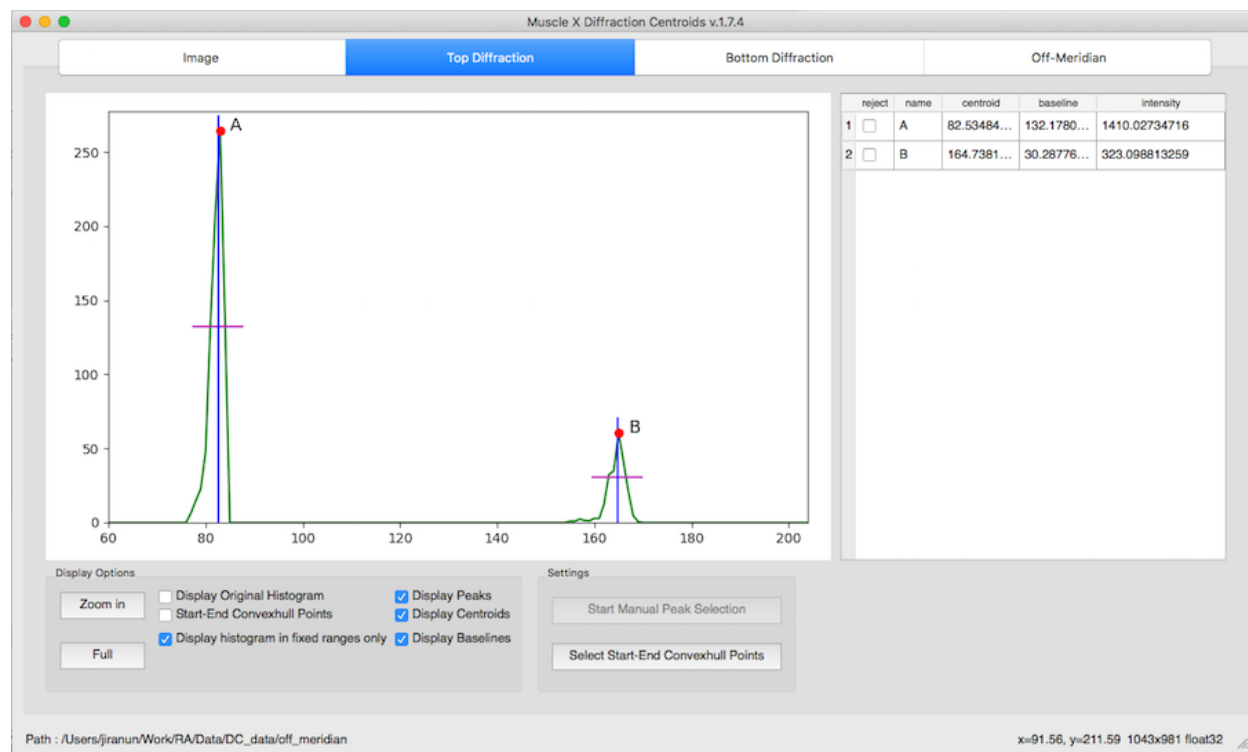 Muscle X Diffraction Centroids v.1.7.4
Image Top Diffraction Bottom Diffraction Off-Meridian
A
B
250
200
150
100
50
0
60 80 100 120 140 160 180 200
reject name centroid baseline intensity
1 A 82.53484... 132.1780... 1410.02734716
2 B 164.7381... 30.28776... 323.098813259
Display Options
Zoom in
Full
Display Original Histogram
Start-End Convexhull Points
Display histogram in fixed ranges only
Display Peaks
Display Centroids
Display Baselines
Settings
Start Manual Peak Selection
Select Start-End Convexhull Points
Path : /Users/jiranun/Work/RA/Data/DC_data/off_meridian
x=91.56, y=211.59 1043x981 float32